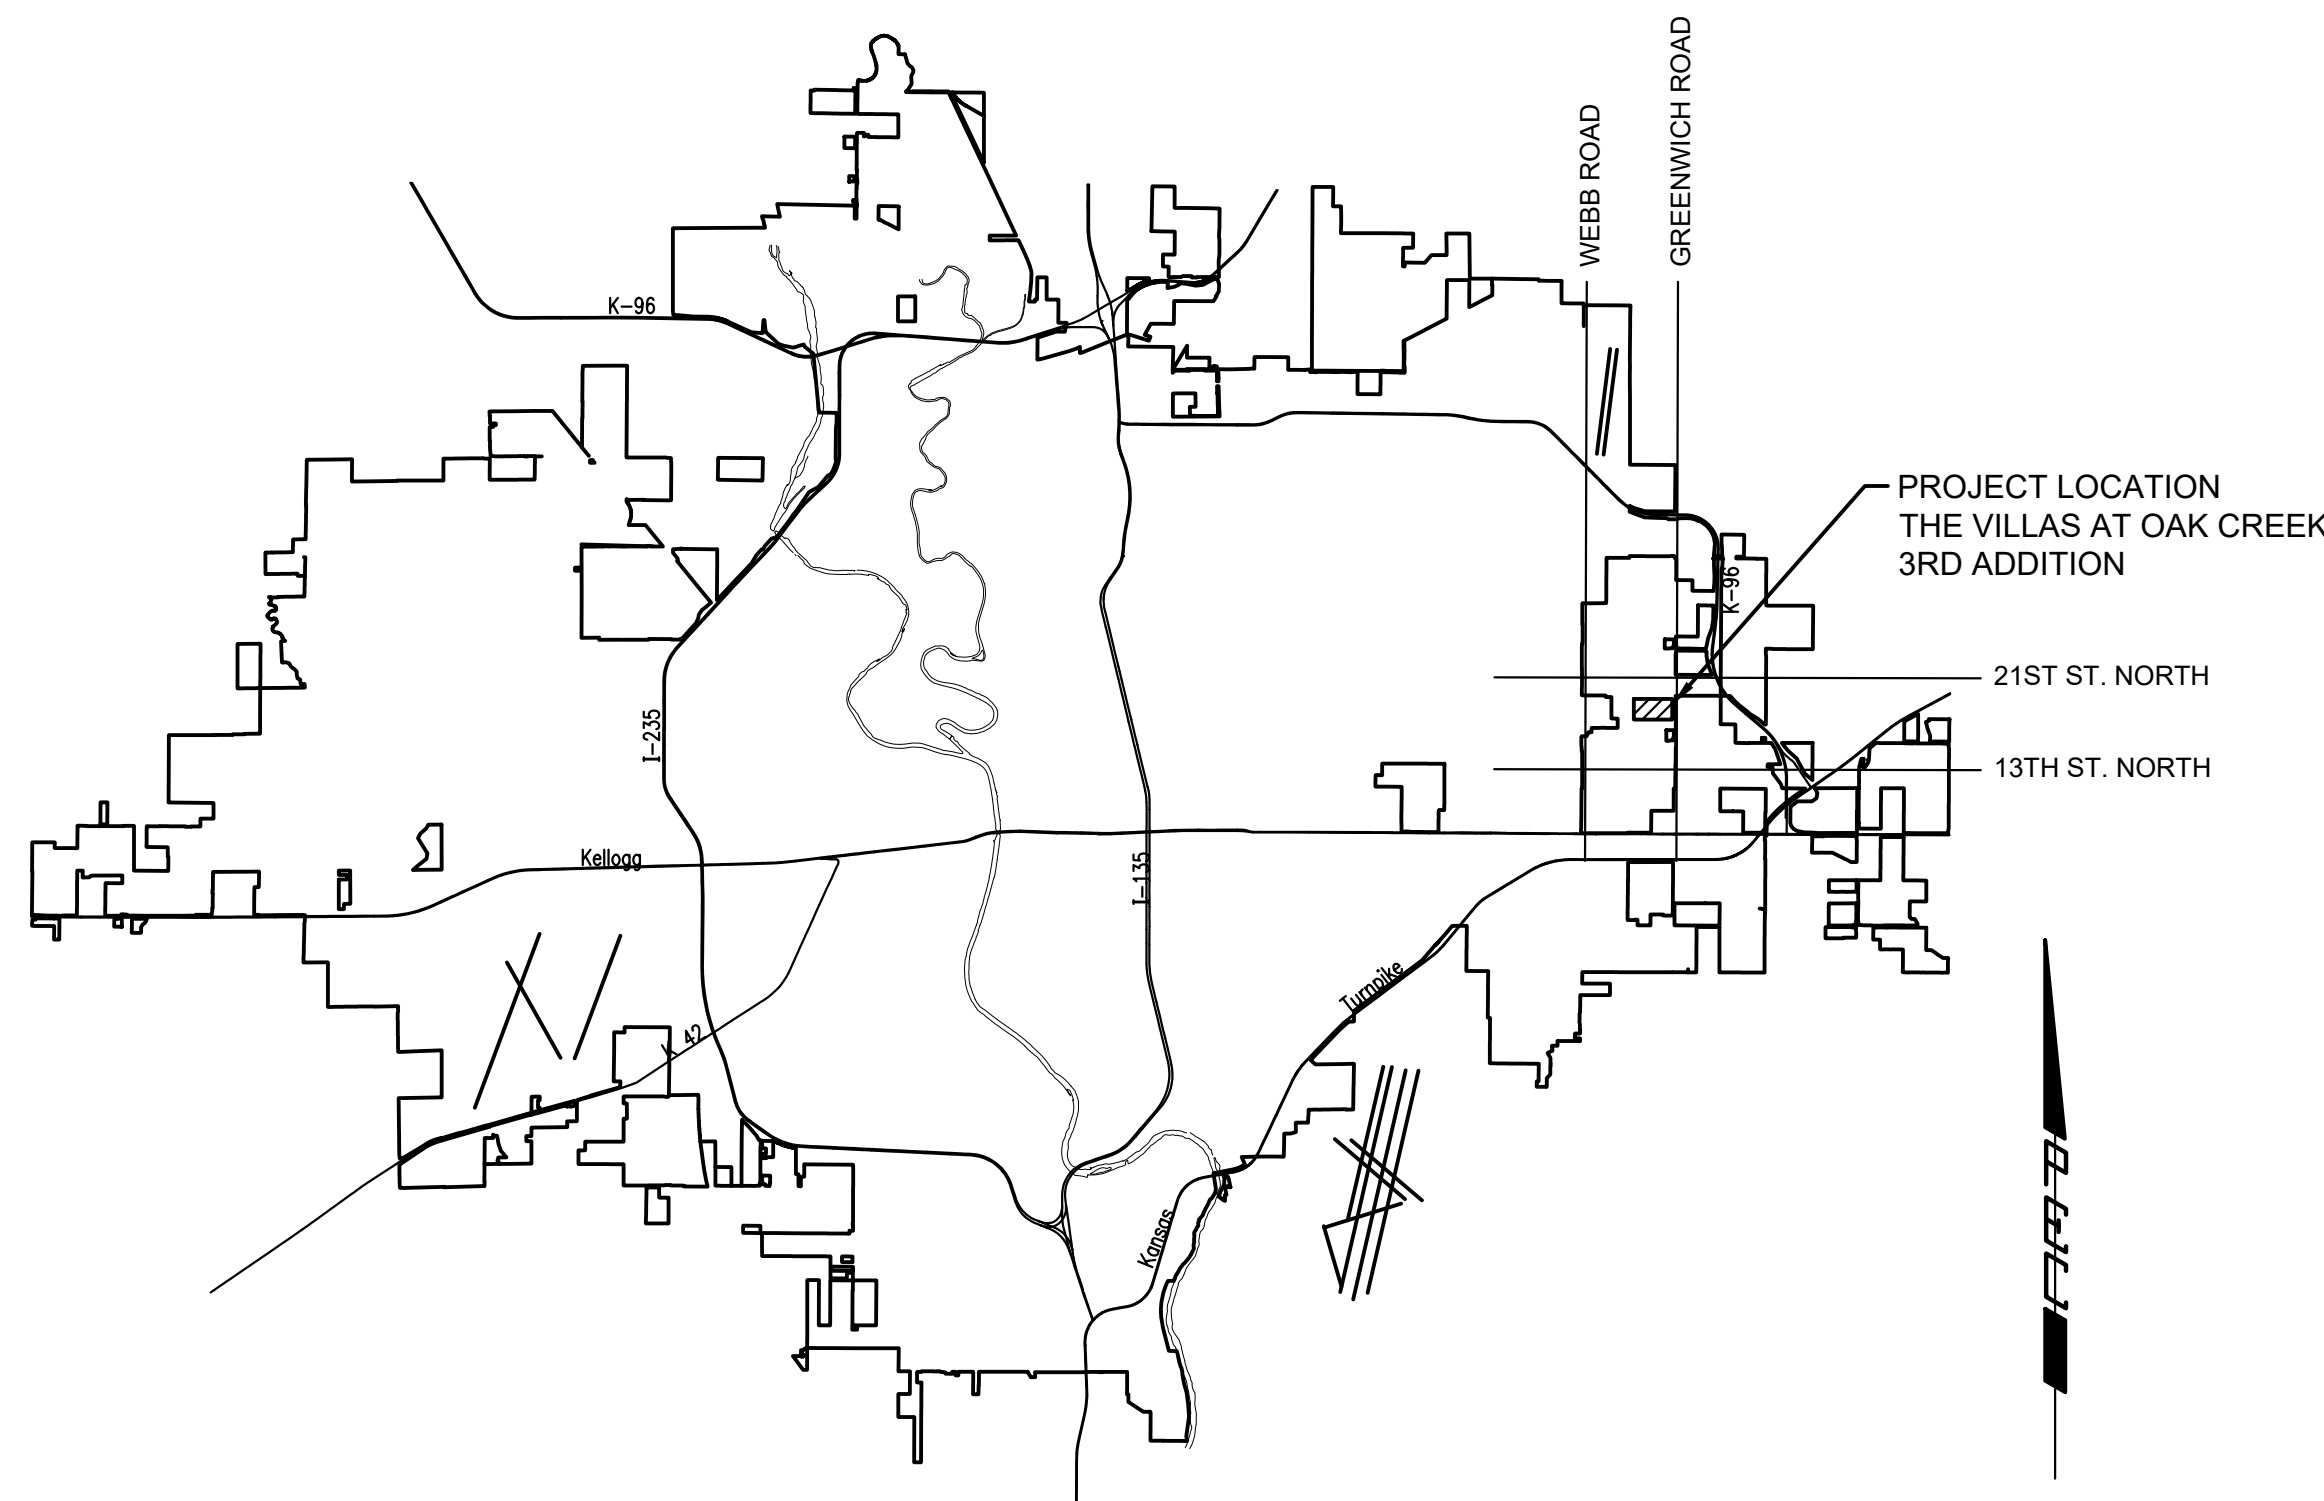 GREENWICH ROAD
WEBB ROAD
K-96
PROJECT LOCATION
THE VILLAS AT OAK CREEK
3RD ADDITION
K-96
21ST ST. NORTH
I-235
13TH ST. NORTH
Kellogg
I-135
Turnpike
42
Kansas